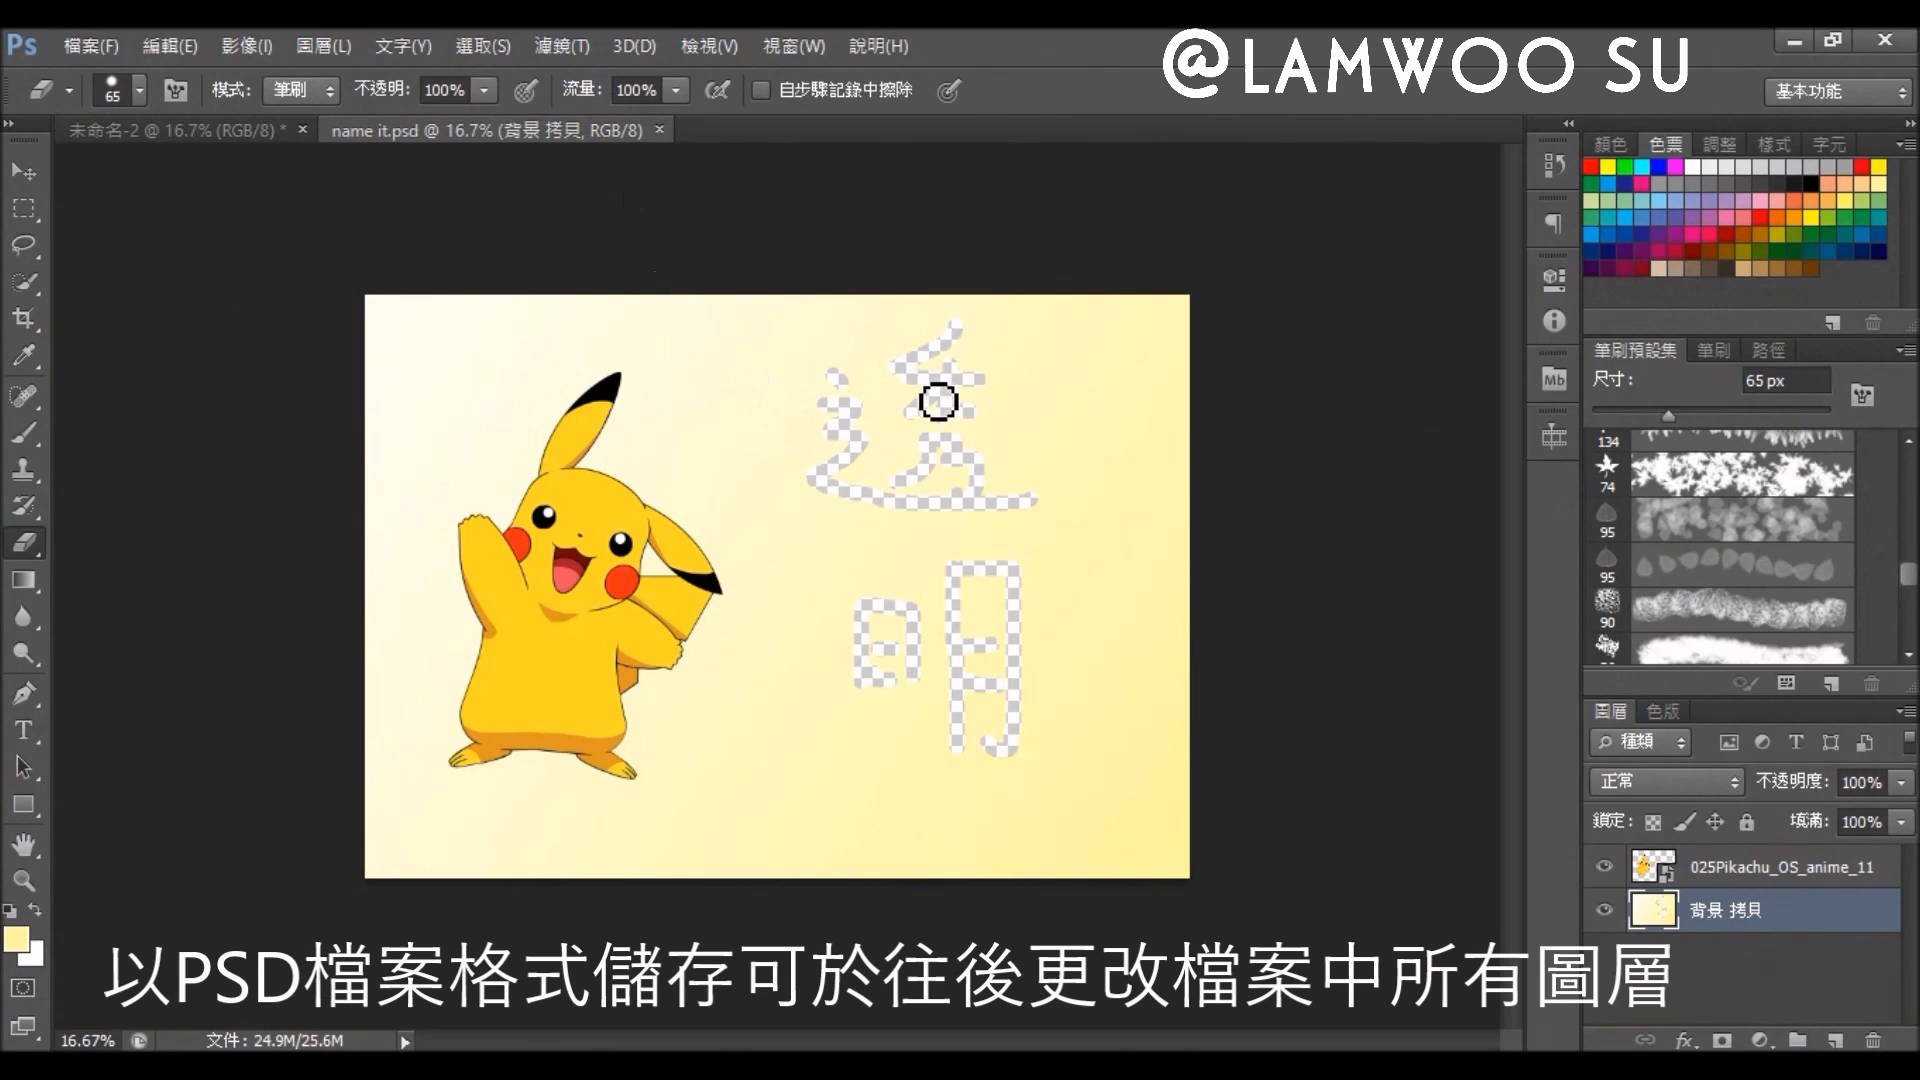 Ps 檔案(F) 編輯(E) 影像(I) 圖層(L) 文字(Y) 選取(S) 濾鏡(T) 3D(D) 檢視(V) 視窗(W) 說明(H)
@LAMWOO SU
65 模式: 筆刷 不透明: 100% 流量: 100% 自步驟記錄中擦除 基本功能
未命名-2 @ 16.7% (RGB/8) * × name it.psd @ 16.7% (背景 拷貝, RGB/8) ×
顏色 色票 調整 樣式 字元
筆刷預設集 筆刷 路徑
尺寸: 65 px
Mb
134
74
95
95
90
透
明
圖層 色版
種類
正常 不透明度: 100%
鎖定: 填滿: 100%
025Pikachu_OS_anime_11
背景 拷貝
以PSD檔案格式儲存可於往後更改檔案中所有圖層
16.67% 文件: 24.9M/25.6M
fx